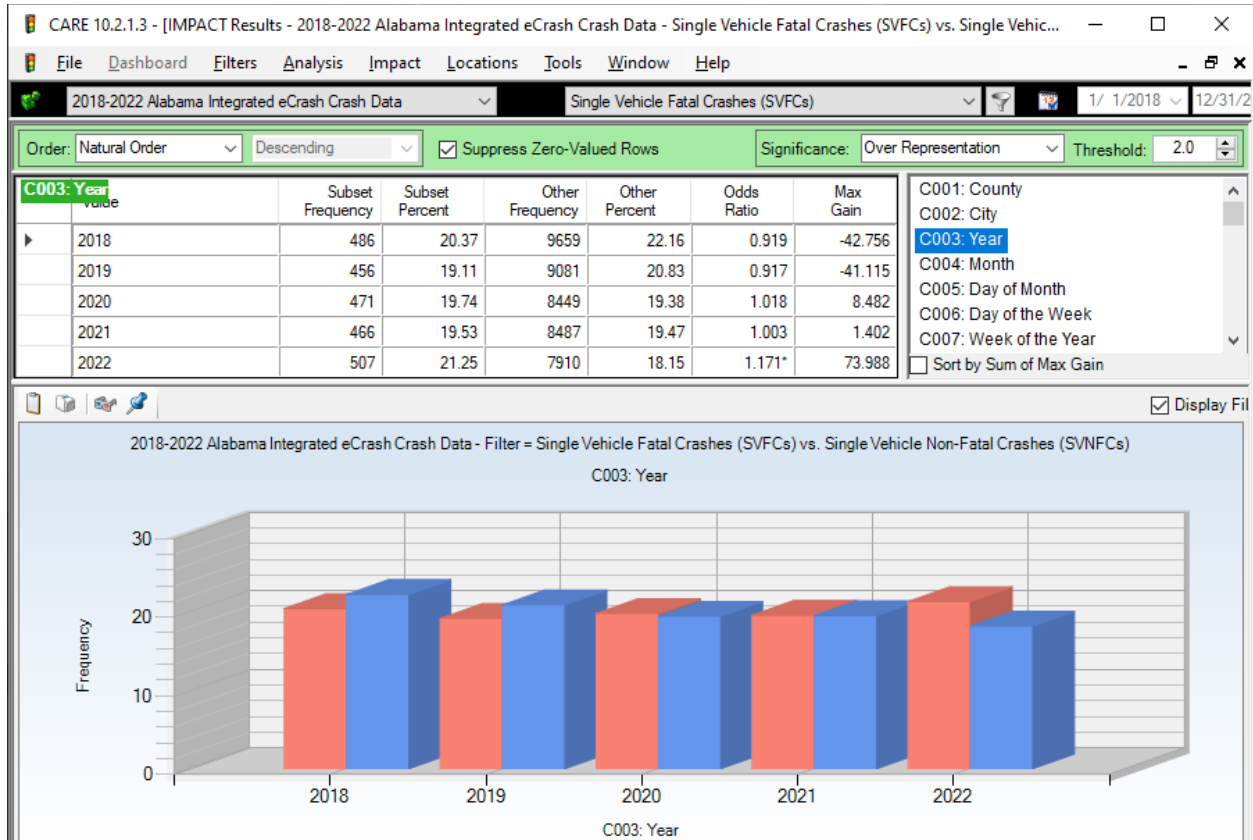 CARE 10.2.1.3 - [IMPACT Results - 2018-2022 Alabama Integrated eCrash Crash Data - Single Vehicle Fatal Crashes (SVFCs) vs. Single Vehic...
File Dashboard Filters Analysis Impact Locations Tools Window Help
2018-2022 Alabama Integrated eCrash Crash Data Single Vehicle Fatal Crashes (SVFCs) 1/ 1/2018 12/31/2
Order: Natural Order Descending Suppress Zero-Valued Rows Significance: Over Representation Threshold: 2.0
C003: Year
Value Subset Frequency Subset Percent Other Frequency Other Percent Odds Ratio Max Gain
2018 486 20.37 9659 22.16 0.919 -42.756
2019 456 19.11 9081 20.83 0.917 -41.115
2020 471 19.74 8449 19.38 1.018 8.482
2021 466 19.53 8487 19.47 1.003 1.402
2022 507 21.25 7910 18.15 1.171* 73.988
C001: County
C002: City
C003: Year
C004: Month
C005: Day of Month
C006: Day of the Week
C007: Week of the Year
Sort by Sum of Max Gain
Display Fil
2018-2022 Alabama Integrated eCrash Crash Data - Filter = Single Vehicle Fatal Crashes (SVFCs) vs. Single Vehicle Non-Fatal Crashes (SVNFCs)
C003: Year
30
20
10
0
Frequency
2018 2019 2020 2021 2022
C003: Year